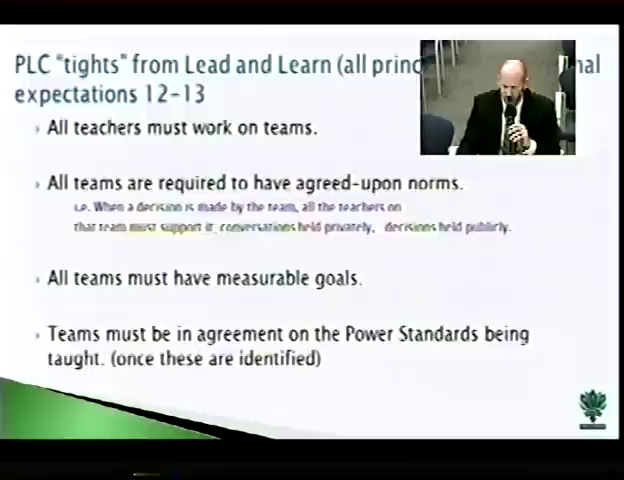 PLC "tights" from Lead and Learn (all princ nal
expectations 12-13
All teachers must work on teams.
All teams are required to have agreed-upon norms.
i.e. When a decision is made by the team, all the teachers on
that team must support it, conversations held privately, decisions held publicly.
All teams must have measurable goals.
Teams must be in agreement on the Power Standards being
taught. (once these are identified)